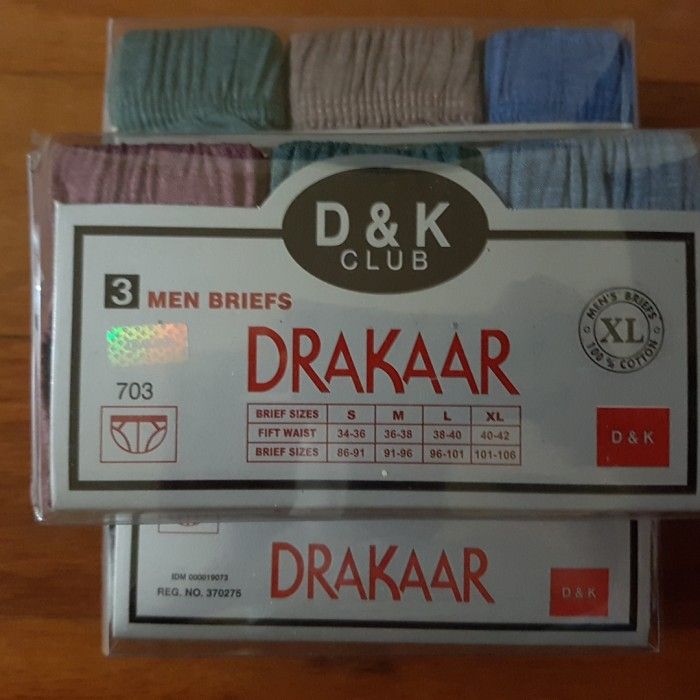 D & K
CLUB
3 MEN BRIEFS
DRAKAAR
MEN'S BRIEFS
XL
100 % COTTON
703
BRIEF SIZES S M L XL
FIFT WAIST 34-36 36-38 38-40 40-42
BRIEF SIZES 86-91 91-96 96-101 101-106
D & K
DRAKAAR
IDM 000019073
REG. NO. 370275
D & K